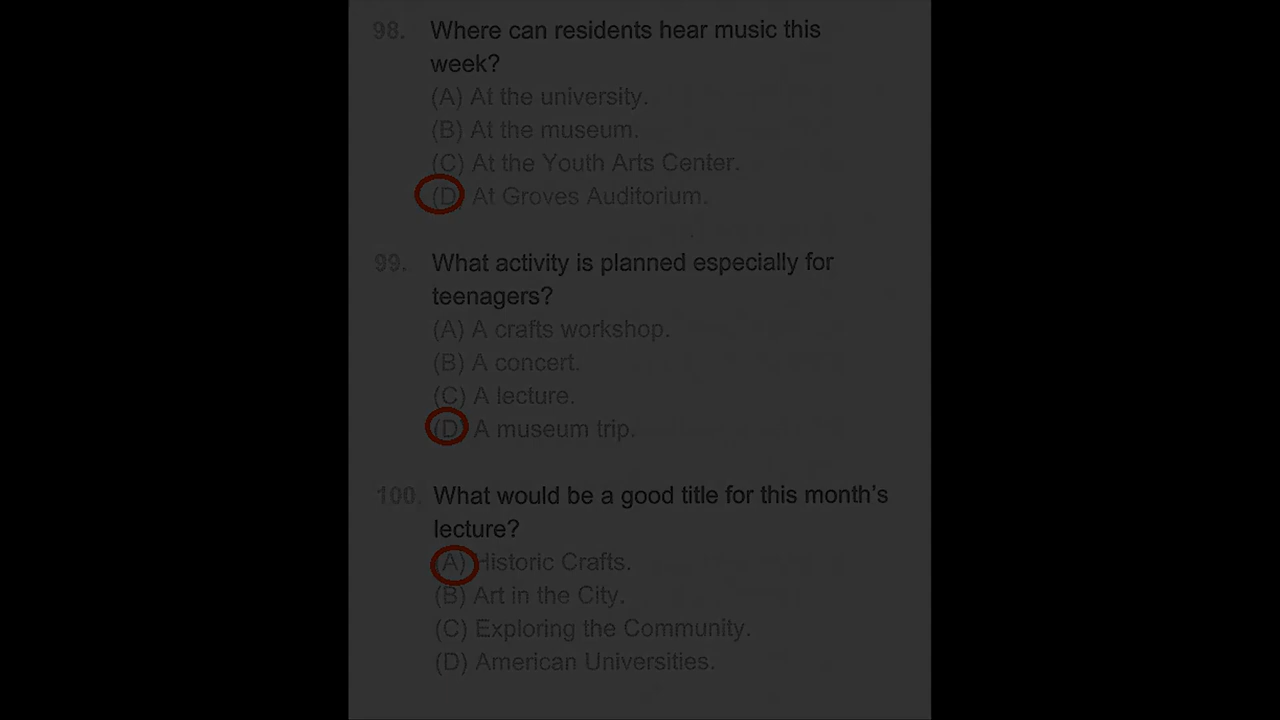 98. Where can residents hear music this
week?
(A) At the university.
(B) At the museum.
(C) At the Youth Arts Center.
(D) At Groves Auditorium.
99. What activity is planned especially for
teenagers?
(A) A crafts workshop.
(B) A concert.
(C) A lecture.
(D) A museum trip.
100. What would be a good title for this month's
lecture?
(A) Historic Crafts.
(B) Art in the City.
(C) Exploring the Community.
(D) American Universities.